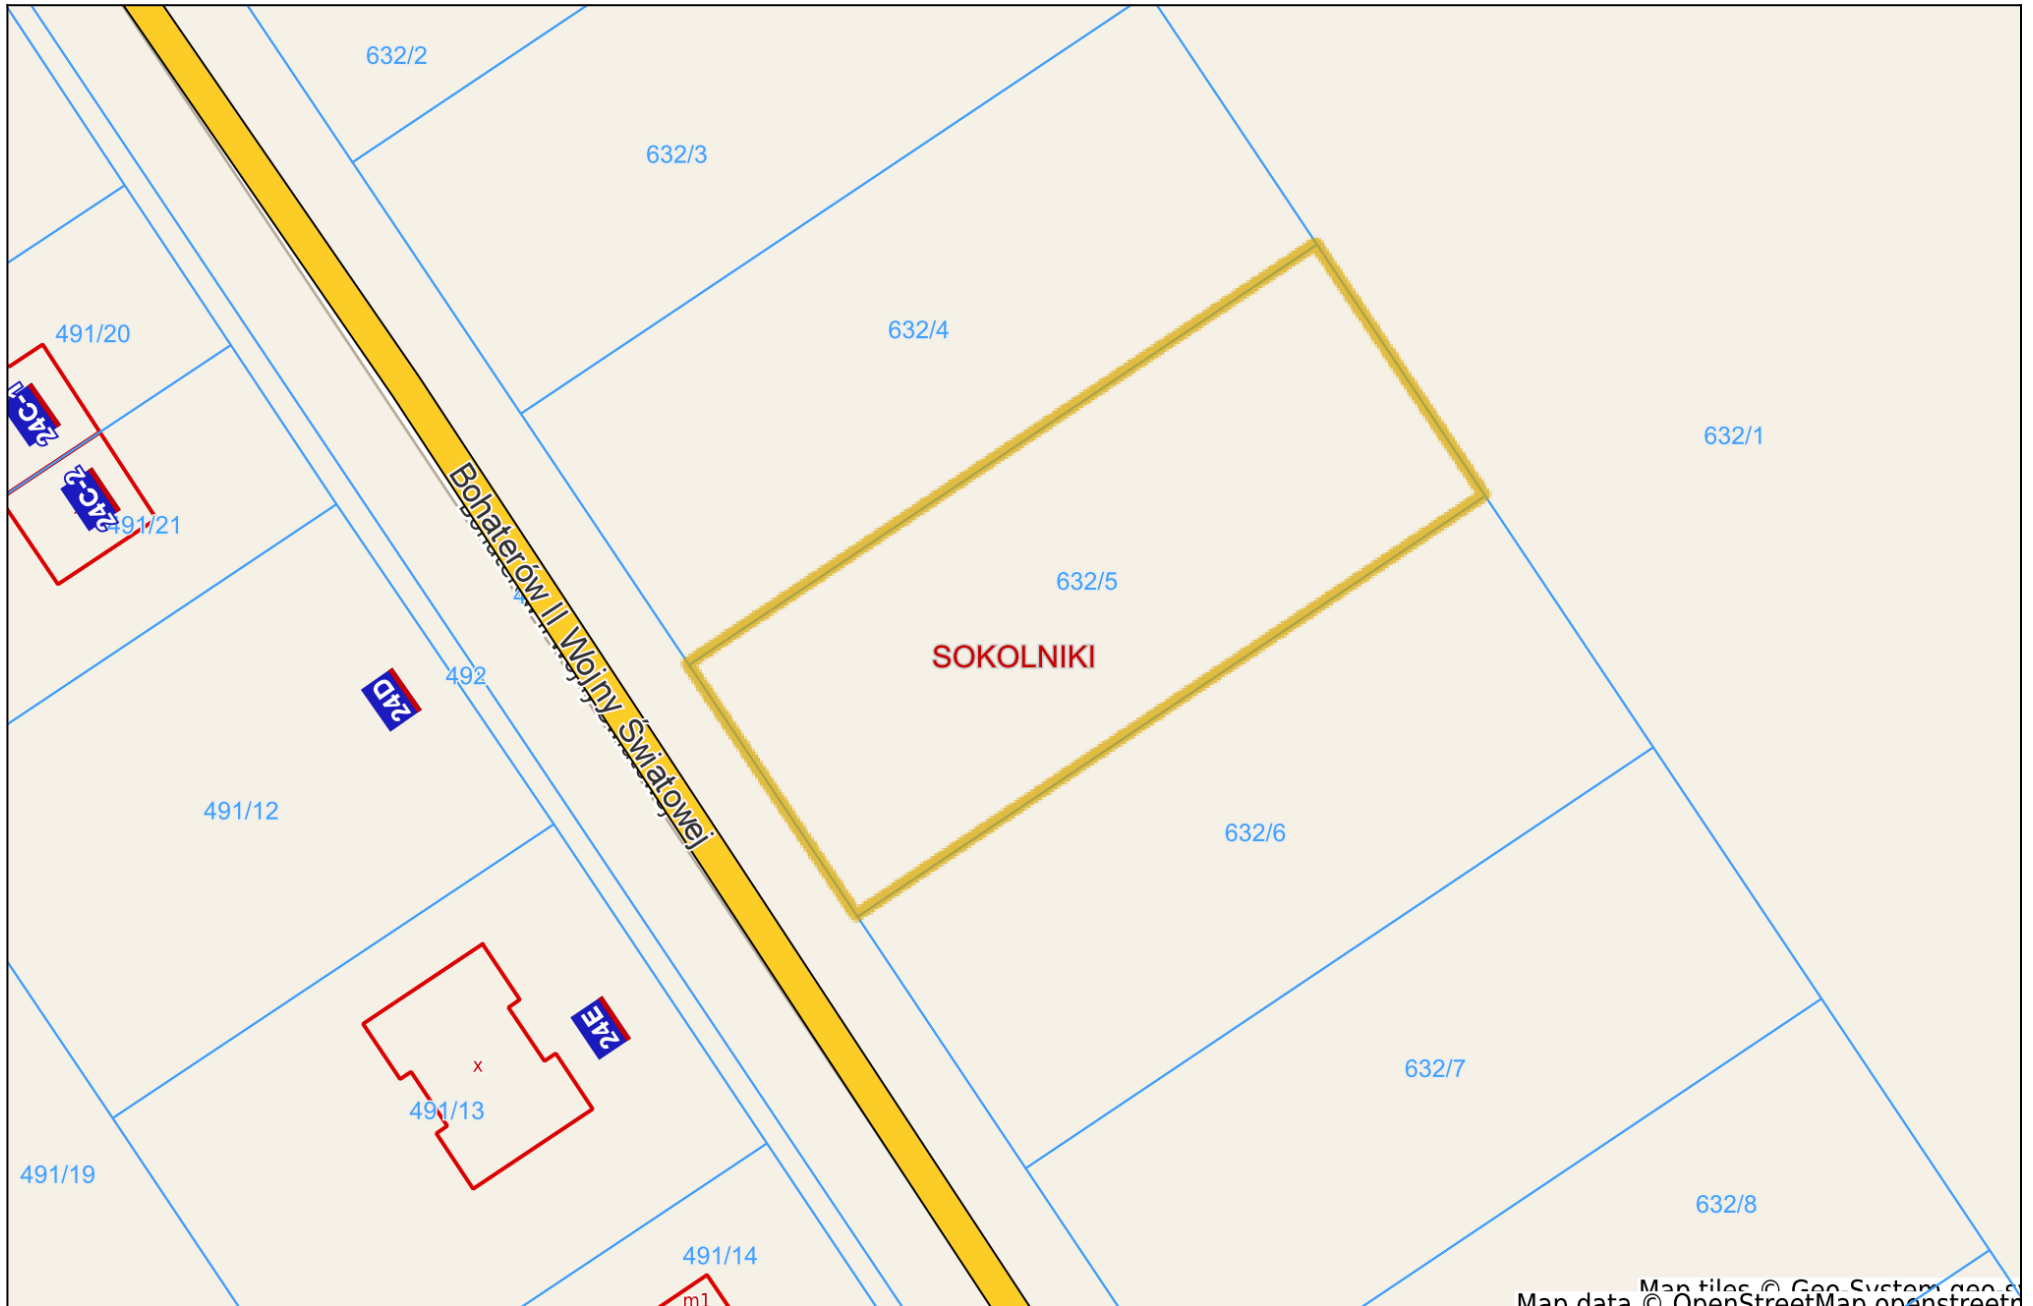 632/2
632/3
491/20
632/4
24C-1
632/1
24C-2
491/21
632/5
Bohaterów II Wojny Światowej
SOKOLNIKI
492
24D
491/12
632/6
24E
x
632/7
491/13
491/19
632/8
491/14
Map tiles © Geo-System
m1
Map data © OpenStreetMap